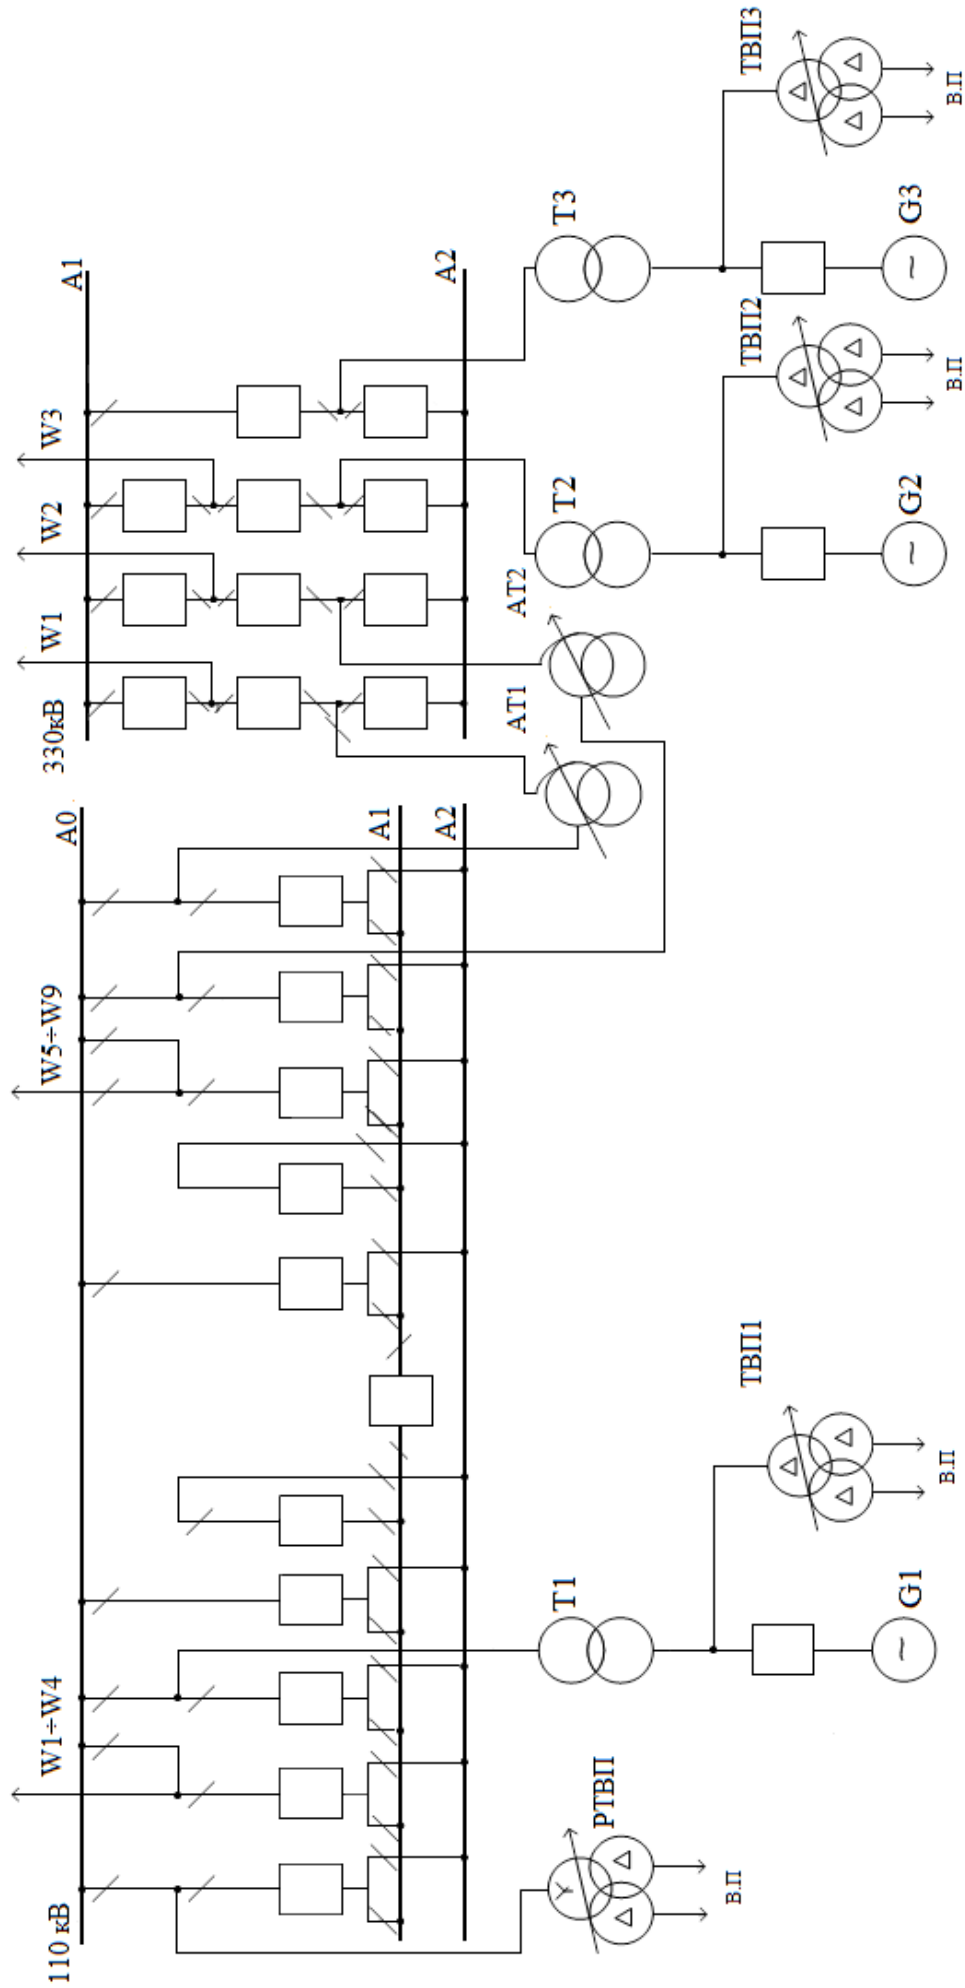 110 кВ
W1÷W4
A0
W5÷W9
A1
A2
330кВ
W1
W2
W3
A1
A2
РТВП
В.П
Т1
G1
ТВП1
В.П
АТ1
АТ2
Т2
G2
ТВП2
В.П
Т3
G3
ТВП3
В.П
Y
Δ
Δ
Δ
Δ
Δ
Δ
Δ
Δ
Δ
Δ
Δ
~
~
~